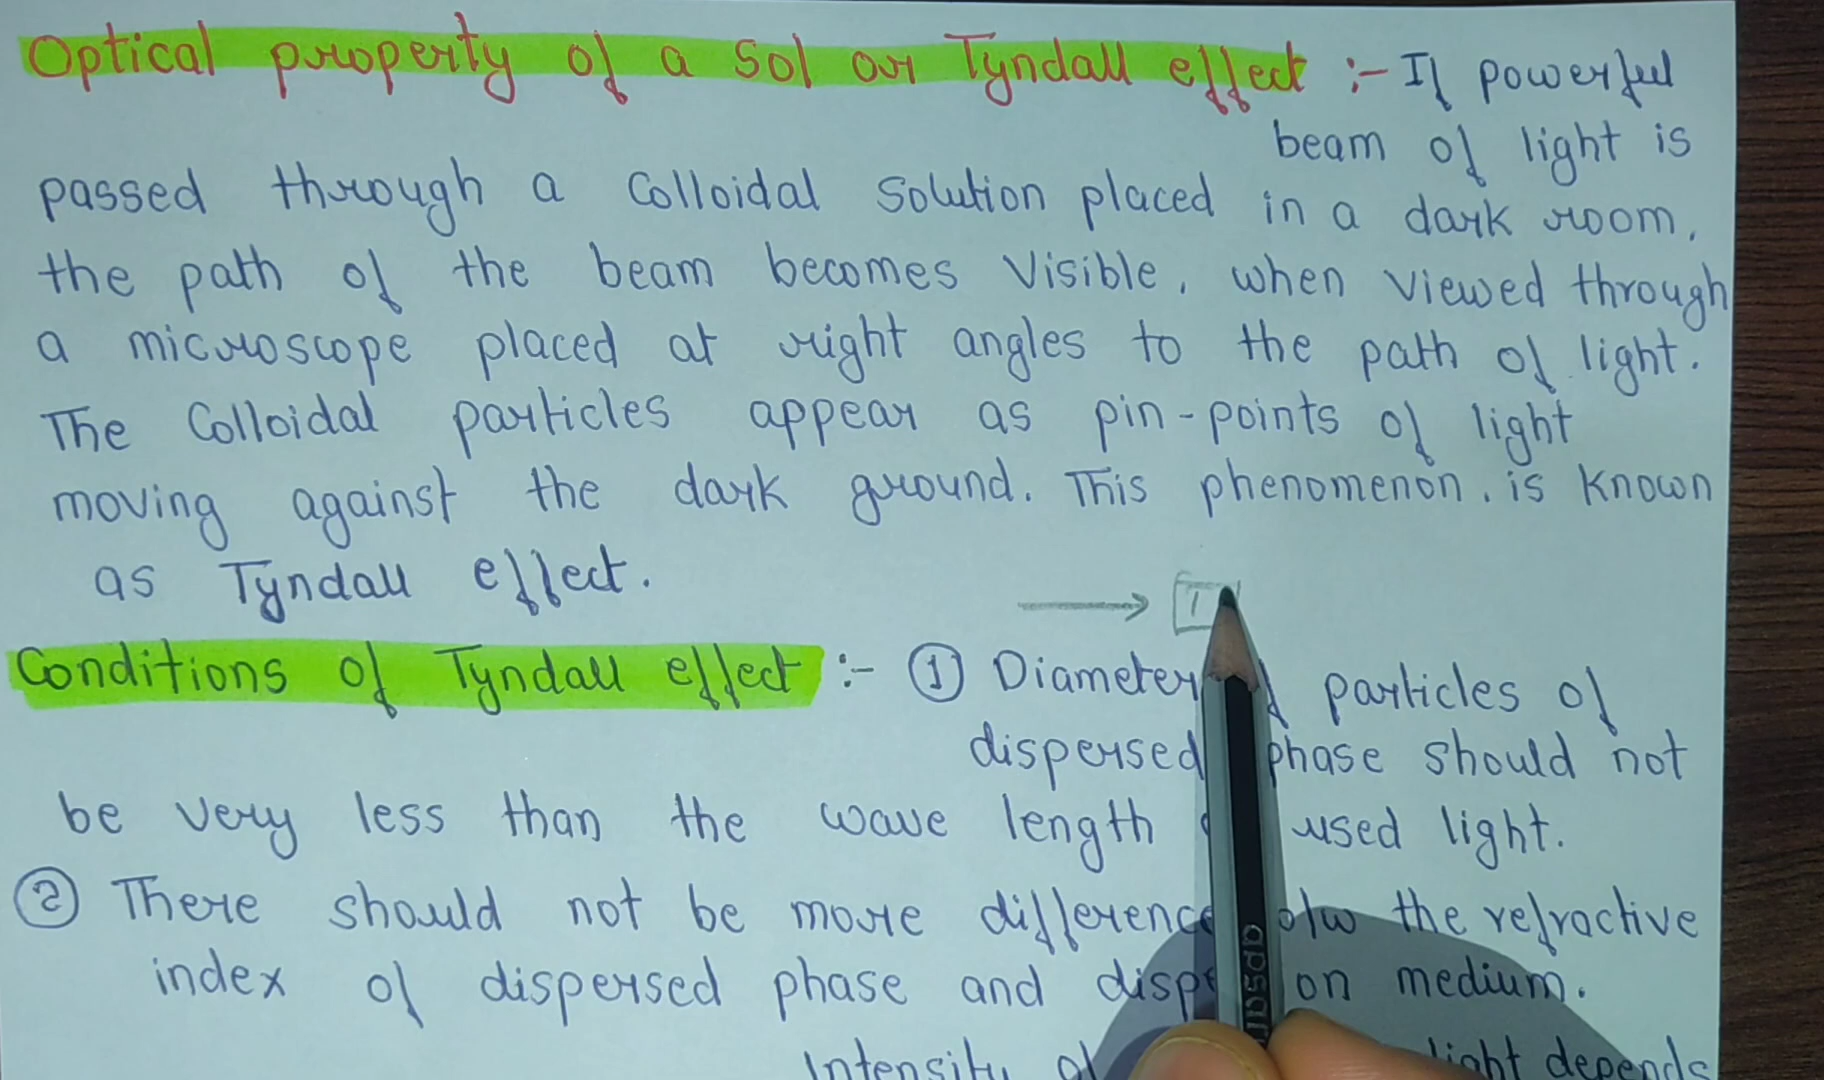 Optical property of a Sol or Tyndall effect :- If powerful
beam of light is
passed through a Colloidal Solution placed in a dark room,
the path of the beam becomes Visible, when viewed through
a microscope placed at right angles to the path of light.
The Colloidal particles appear as pin-points of light
moving against the dark ground. This phenomenon. is Known
as Tyndall effect.
Conditions of Tyndall effect :- ① Diameter particles of
dispersed phase should not
be very less than the wave length used light.
② There should not be more difference b/w the refractive
index of dispersed phase and medium.
Intensity of light depends
apsara